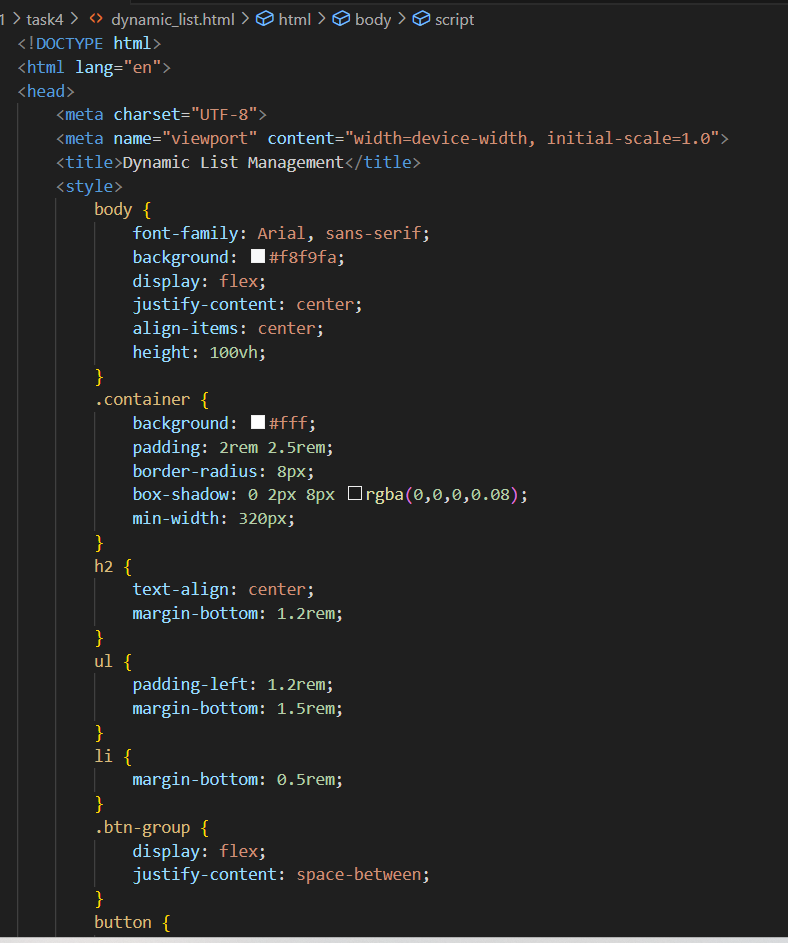 1 > task4 > <> dynamic_list.html > html > body > script
<!DOCTYPE html>
<html lang="en">
<head>
    <meta charset="UTF-8">
    <meta name="viewport" content="width=device-width, initial-scale=1.0">
    <title>Dynamic List Management</title>
    <style>
        body {
            font-family: Arial, sans-serif;
            background: #f8f9fa;
            display: flex;
            justify-content: center;
            align-items: center;
            height: 100vh;
        }
        .container {
            background: #fff;
            padding: 2rem 2.5rem;
            border-radius: 8px;
            box-shadow: 0 2px 8px rgba(0,0,0,0.08);
            min-width: 320px;
        }
        h2 {
            text-align: center;
            margin-bottom: 1.2rem;
        }
        ul {
            padding-left: 1.2rem;
            margin-bottom: 1.5rem;
        }
        li {
            margin-bottom: 0.5rem;
        }
        .btn-group {
            display: flex;
            justify-content: space-between;
        }
        button {